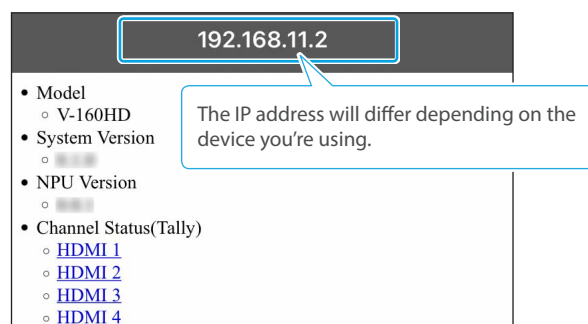 192.168.11.2
• Model
◦ V-160HD
The IP address will differ depending on the
device you’re using.
• System Version
• NPU Version
• Channel Status(Tally)
◦ HDMI 1
◦ HDMI 2
◦ HDMI 3
◦ HDMI 4